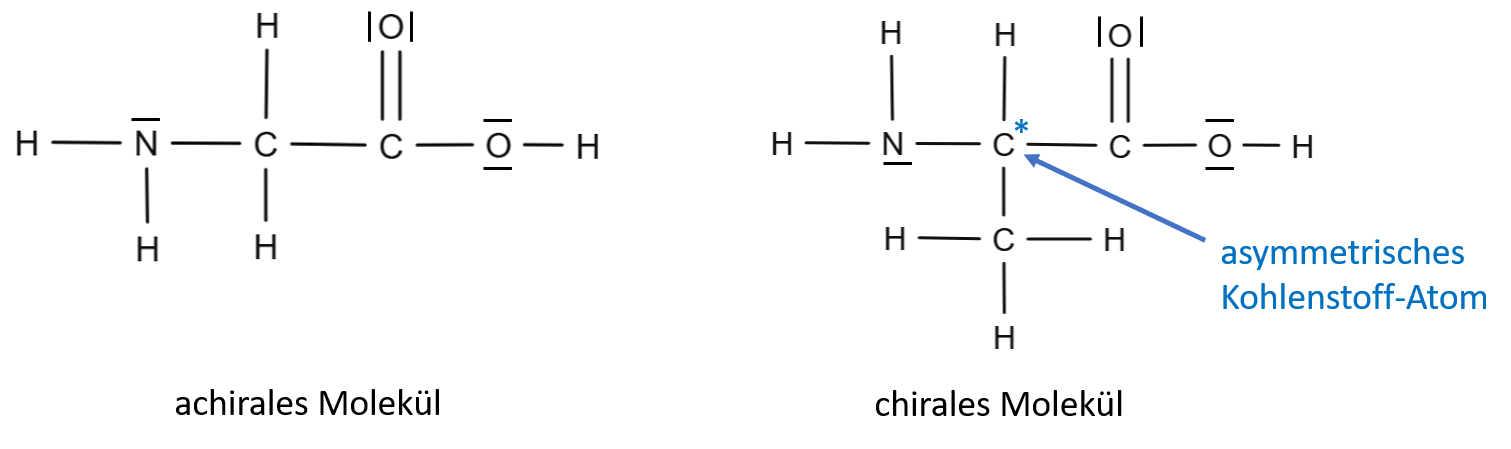 H |O| H H |O|
H N C C O H H N C* C O H
H H H C H
H
asymmetrisches
Kohlenstoff-Atom
achirales Molekül
chirales Molekül